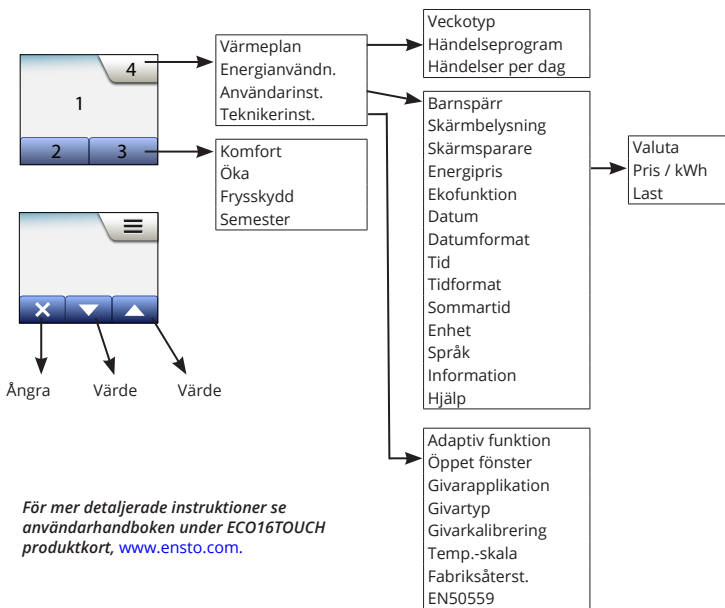 4
1
2
3
Värmeplan
Energianvändn.
Användarinst.
Teknikerinst.
Komfort
Öka
Frysskydd
Semester
Veckotyp
Händelseprogram
Händelser per dag
Barnspärr
Skärmbelysning
Skärmsparare
Energipris
Ekofunktion
Datum
Datumformat
Tid
Tidformat
Sommartid
Enhet
Språk
Information
Hjälp
Valuta
Pris / kWh
Last
Ångra
Värde
Värde
Adaptiv funktion
Öppet fönster
Givarapplikation
Givartyp
Givarkalibrering
Temp.-skala
Fabriksåterst.
EN50559
För mer detaljerade instruktioner se
användarhandboken under ECO16TOUCH
produktkort, www.ensto.com.